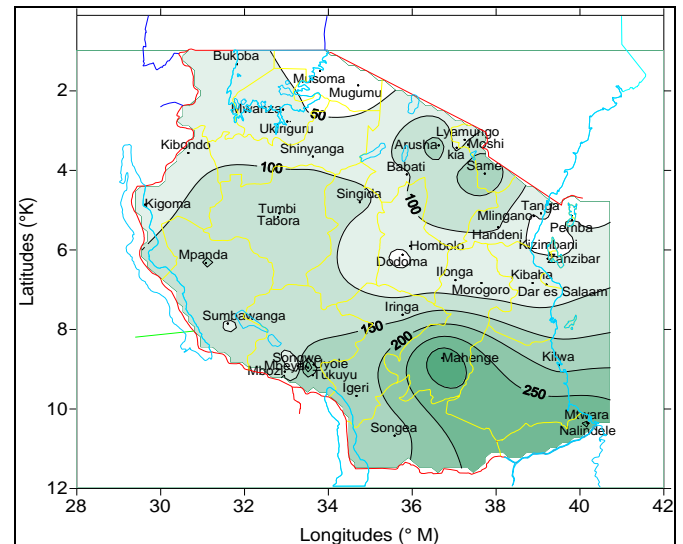 Bukoba
Musoma
Mugumu
2
Mwanza
50
Ukiriguru
Lyamungo
Kibondo
Shinyanga
Arusha
Moshi
kia
4
100
Babati
Same
Kigoma
Singida
100
Tanga
Tumbi
Mlingano
Tabora
Pemba
Handeni
6
Mpanda
Hombolo
Kizimbani
Dodoma
Zanzibar
Ilonga
Kibaha
Morogoro
Dar es Salaam
Sumbawanga
Iringa
150
8
200
Songwe
Mahenge
Kilwa
Mbeya
Uyole
Mbozi
Tukuyu
Igeri
250
10
Mtwara
Songea
Nalindele
12
28
30
32
34
36
38
40
42
Latitudes (°K)
Longitudes (° M)